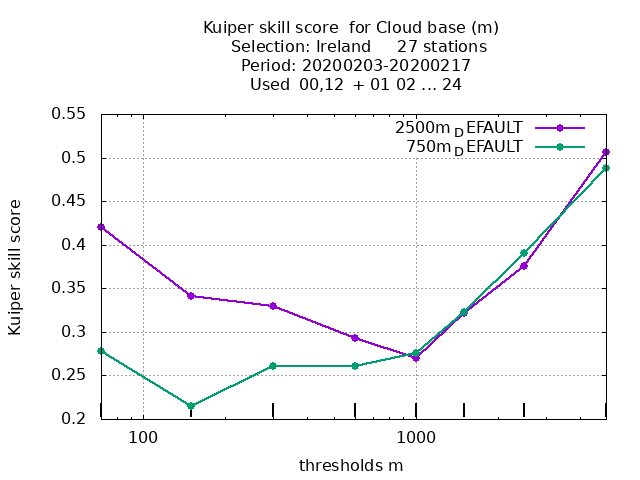 Kuiper skill score  for Cloud base (m)
Selection: Ireland     27 stations
Period: 20200203-20200217
Used  00,12  + 01 02 ... 24
2500m_DEFAULT
750m_DEFAULT
Kuiper skill score
0.55
0.5
0.45
0.4
0.35
0.3
0.25
0.2
100 1000
thresholds m